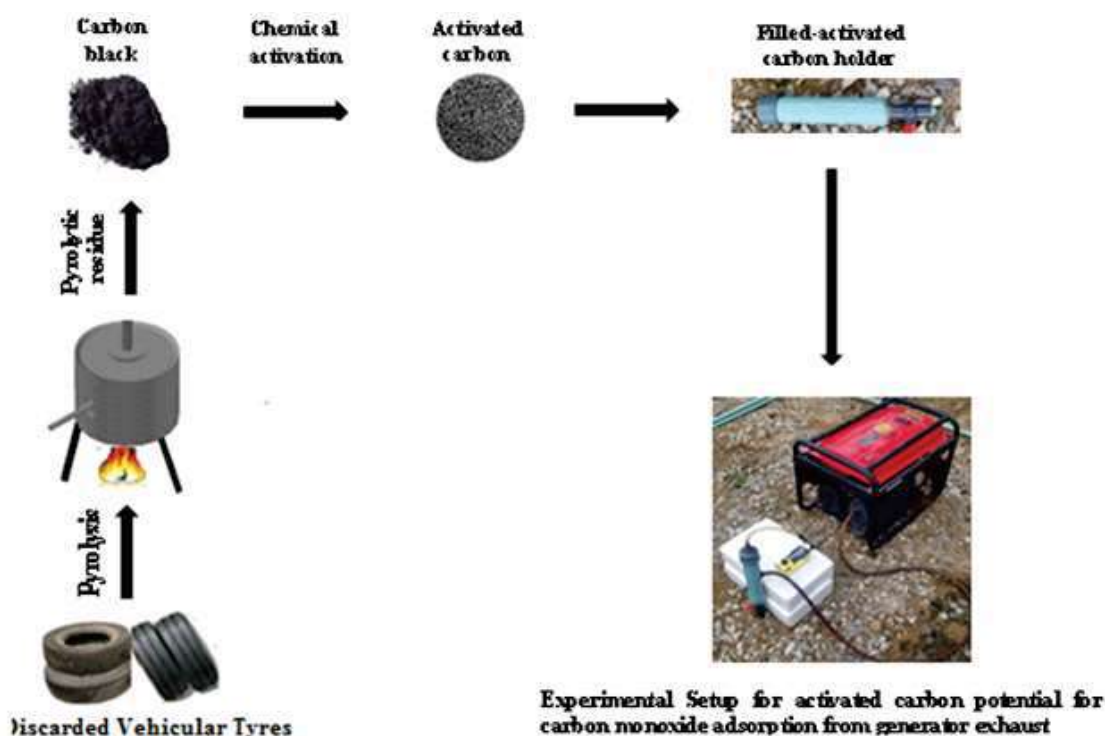 Carbon
black
Chemical
activation
Activated
carbon
Filled-activated
carbon holder
Pyrolytic
residue
Pyrolysis
Discarded Vehicular Tyres
Experimental Setup for activated carbon potential for
carbon monoxide adsorption from generator exhaust